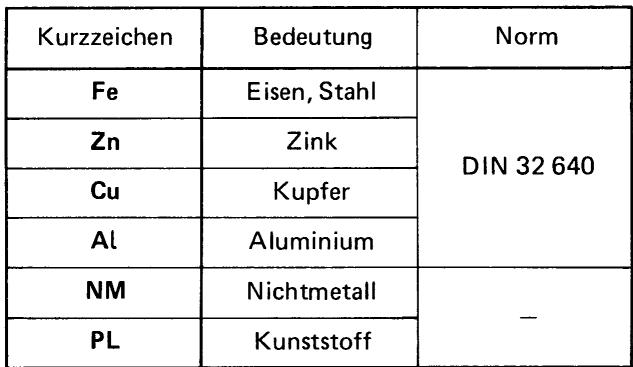 Kurzzeichen Bedeutung Norm
Fe Eisen, Stahl
Zn Zink
DIN 32 640
Cu Kupfer
Al Aluminium
NM Nichtmetall
–
PL Kunststoff